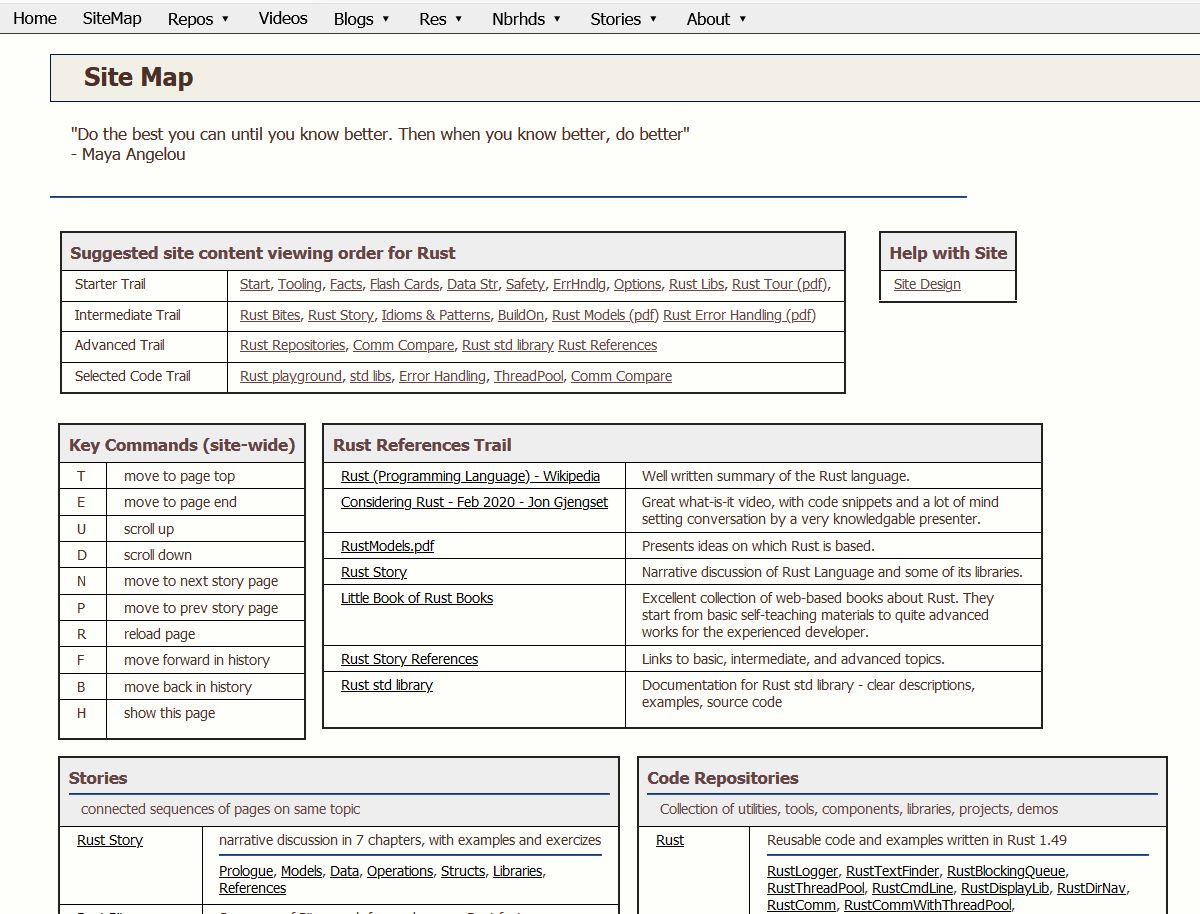 Home SiteMap Repos ▼ Videos Blogs ▼ Res ▼ Nbrhds ▼ Stories ▼ About ▼
Site Map
"Do the best you can until you know better. Then when you know better, do better"
- Maya Angelou
Suggested site content viewing order for Rust
Starter Trail Start, Tooling, Facts, Flash Cards, Data Str, Safety, ErrHndlg, Options, Rust Libs, Rust Tour (pdf),
Intermediate Trail Rust Bites, Rust Story, Idioms & Patterns, BuildOn, Rust Models (pdf) Rust Error Handling (pdf)
Advanced Trail Rust Repositories, Comm Compare, Rust std library Rust References
Selected Code Trail Rust playground, std libs, Error Handling, ThreadPool, Comm Compare
Help with Site
Site Design
Key Commands (site-wide)
T move to page top
E move to page end
U scroll up
D scroll down
N move to next story page
P move to prev story page
R reload page
F move forward in history
B move back in history
H show this page
Rust References Trail
Rust (Programming Language) - Wikipedia Well written summary of the Rust language.
Considering Rust - Feb 2020 - Jon Gjengset Great what-is-it video, with code snippets and a lot of mind
setting conversation by a very knowledgable presenter.
RustModels.pdf Presents ideas on which Rust is based.
Rust Story Narrative discussion of Rust Language and some of its libraries.
Little Book of Rust Books Excellent collection of web-based books about Rust. They
start from basic self-teaching materials to quite advanced
works for the experienced developer.
Rust Story References Links to basic, intermediate, and advanced topics.
Rust std library Documentation for Rust std library - clear descriptions,
examples, source code
Stories
connected sequences of pages on same topic
Rust Story narrative discussion in 7 chapters, with examples and exercizes
Prologue, Models, Data, Operations, Structs, Libraries,
References
Code Repositories
Collection of utilities, tools, components, libraries, projects, demos
Rust Reusable code and examples written in Rust 1.49
RustLogger, RustTextFinder, RustBlockingQueue,
RustThreadPool, RustCmdLine, RustDisplayLib, RustDirNav,
RustComm, RustCommWithThreadPool,